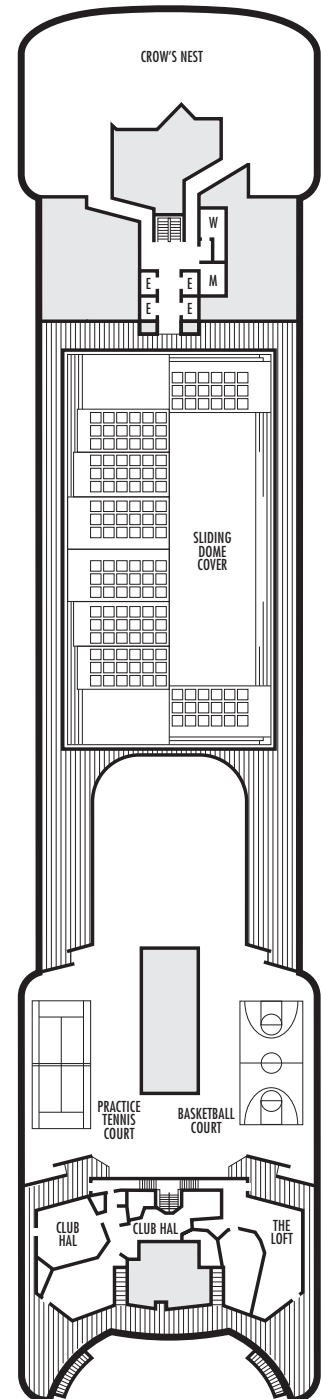 CROW'S NEST
W
M
E
E
E
E
SLIDING
DOME
COVER
PRACTICE
TENNIS
COURT
BASKETBALL
COURT
CLUB
HAL
CLUB HAL
THE
LOFT